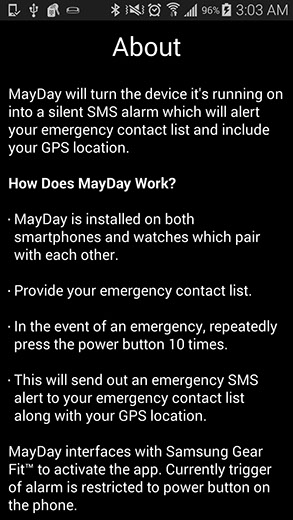 96% 3:03 AM
About
MayDay will turn the device it's running on
into a silent SMS alarm which will alert
your emergency contact list and include
your GPS location.
How Does MayDay Work?
· MayDay is installed on both
smartphones and watches which pair
with each other.
· Provide your emergency contact list.
· In the event of an emergency, repeatedly
press the power button 10 times.
· This will send out an emergency SMS
alert to your emergency contact list
along with your GPS location.
MayDay interfaces with Samsung Gear
Fit™ to activate the app. Currently trigger
of alarm is restricted to power button on
the phone.